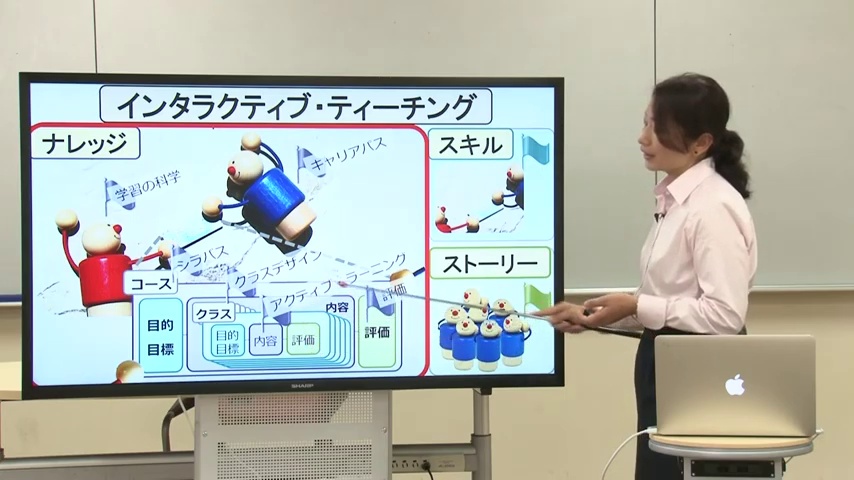 インタラクティブ・ティーチング
ナレッジ
学習の科学
キャリアパス
シラバス
クラスデザイン
アクティブ ラーニング
評価
コース
目的
目標
クラス
目的
目標
内容
評価
内容
評価
スキル
ストーリー
SHARP